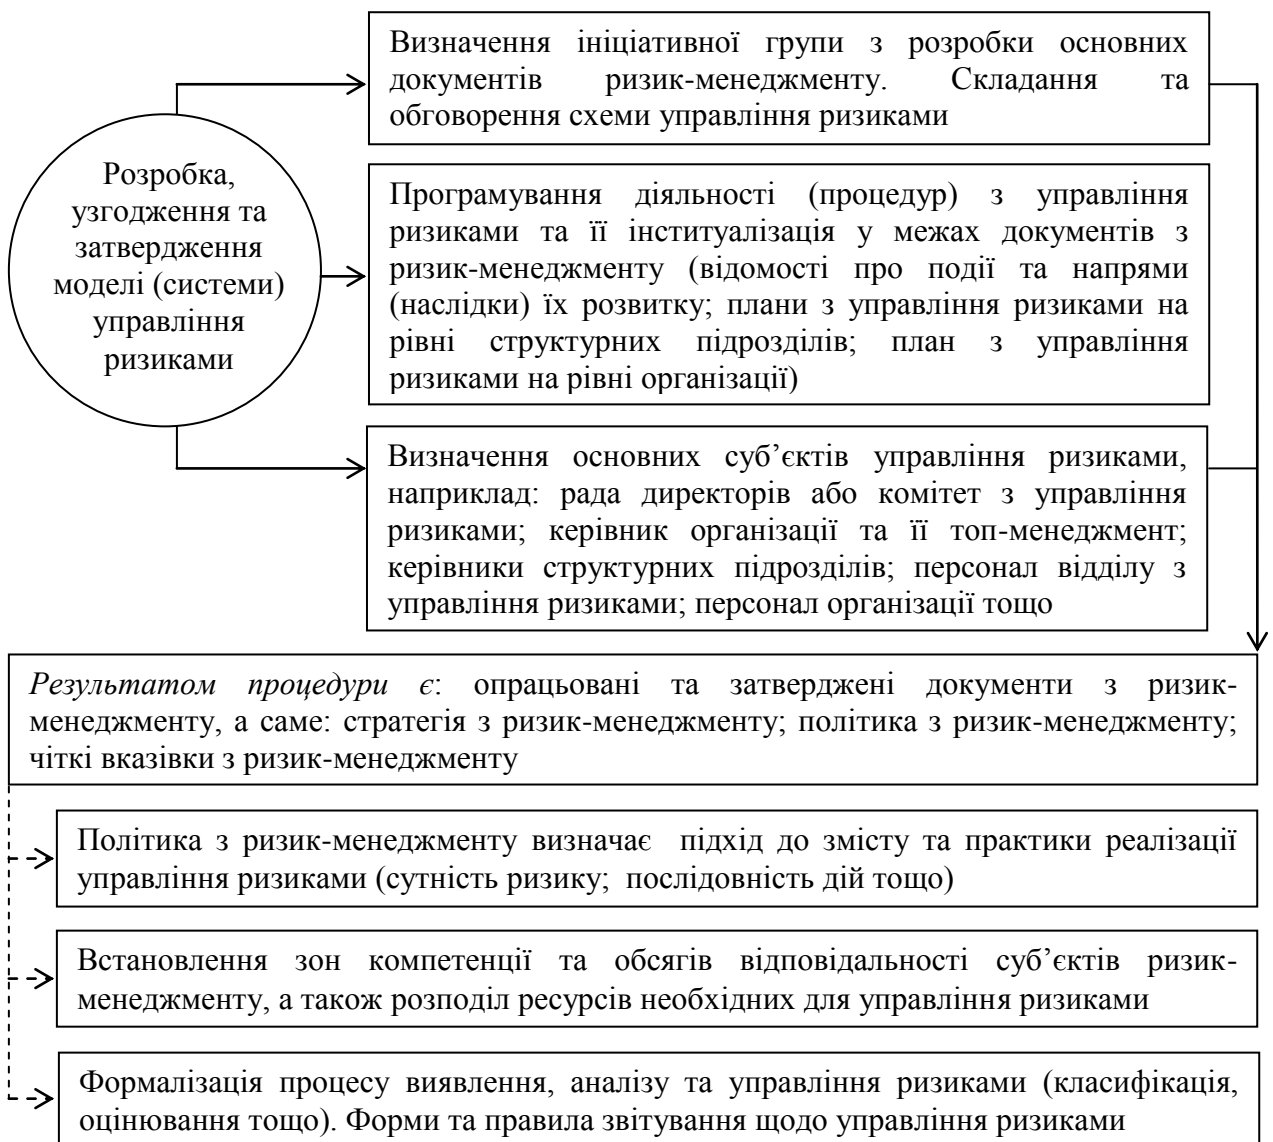 Визначення ініціативної групи з розробки основних
документів ризик-менеджменту. Складання та
обговорення схеми управління ризиками
Розробка,
узгодження та
затвердження
моделі (системи)
управління
ризиками
Програмування діяльності (процедур) з управління
ризиками та її інституалізація у межах документів з
ризик-менеджменту (відомості про події та напрями
(наслідки) їх розвитку; плани з управління ризиками на
рівні структурних підрозділів; план з управління
ризиками на рівні організації)
Визначення основних суб’єктів управління ризиками,
наприклад: рада директорів або комітет з управління
ризиками; керівник організації та її топ-менеджмент;
керівники структурних підрозділів; персонал відділу з
управління ризиками; персонал організації тощо
Результатом процедури є: опрацьовані та затверджені документи з ризик-
менеджменту, а саме: стратегія з ризик-менеджменту; політика з ризик-менеджменту;
чіткі вказівки з ризик-менеджменту
Політика з ризик-менеджменту визначає підхід до змісту та практики реалізації
управління ризиками (сутність ризику; послідовність дій тощо)
Встановлення зон компетенції та обсягів відповідальності суб’єктів ризик-
менеджменту, а також розподіл ресурсів необхідних для управління ризиками
Формалізація процесу виявлення, аналізу та управління ризиками (класифікація,
оцінювання тощо). Форми та правила звітування щодо управління ризиками